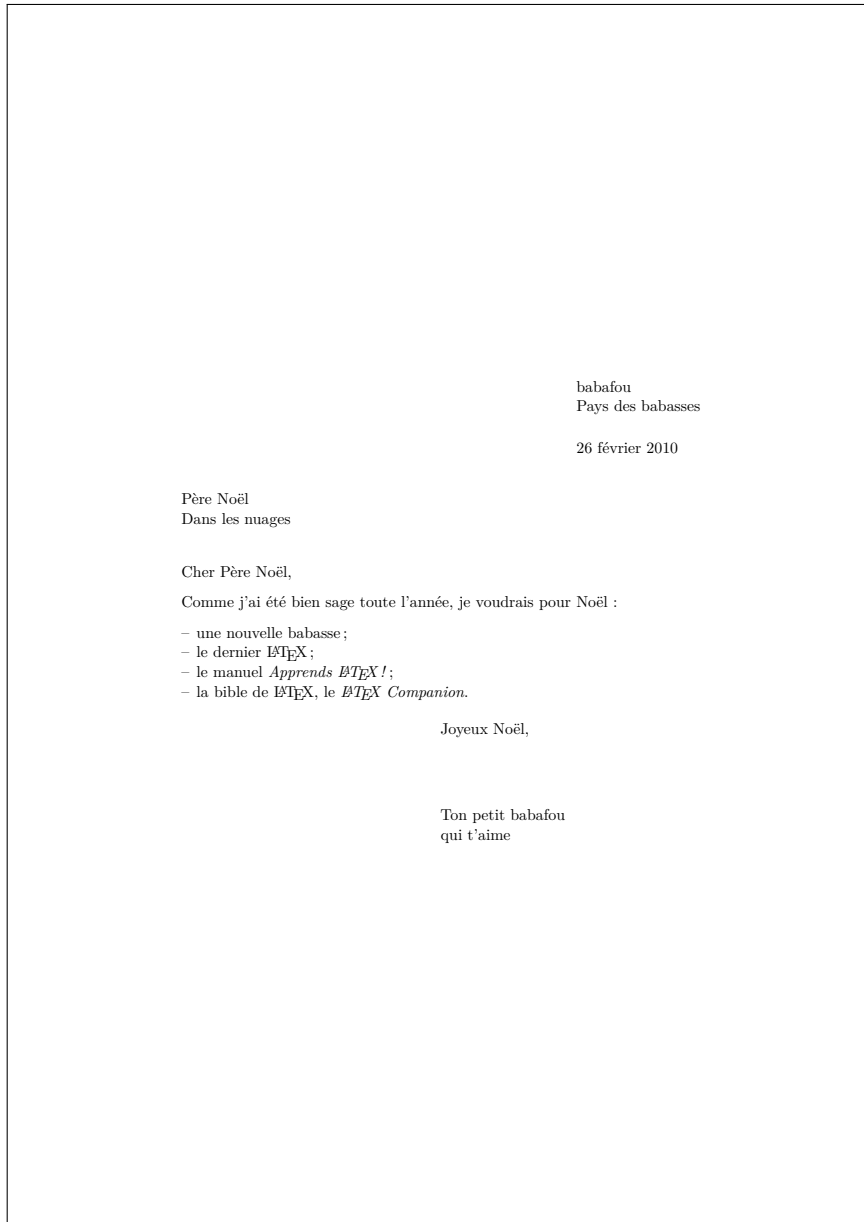 babafou
Pays des babasses
26 février 2010
Père Noël
Dans les nuages
Cher Père Noël,
Comme j'ai été bien sage toute l'année, je voudrais pour Noël :
– une nouvelle babasse ;
– le dernier LATEX ;
– le manuel Apprends LATEX ! ;
– la bible de LATEX, le LATEX Companion.
Joyeux Noël,
Ton petit babafou
qui t'aime